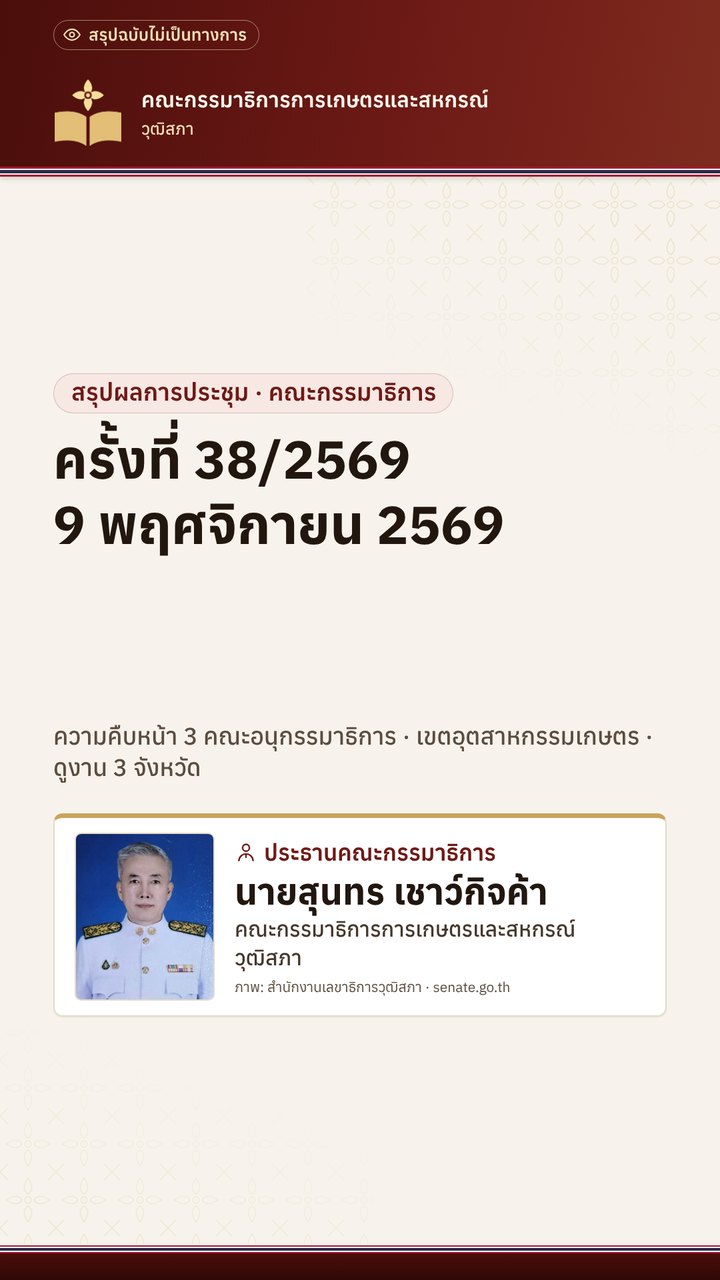 สรุปฉบับไม่เป็นทางการ
คณะกรรมาธิการการเกษตรและสหกรณ์
วุฒิสภา
สรุปผลการประชุม · คณะกรรมาธิการ
ครั้งที่ 38/2569
9 พฤศจิกายน 2569
ความคืบหน้า 3 คณะอนุกรรมาธิการ · เขตอุตสาหกรรมเกษตร ·
ดูงาน 3 จังหวัด
ประธานคณะกรรมาธิการ
นายสุนทร เชาว์กิจค้า
คณะกรรมาธิการการเกษตรและสหกรณ์
วุฒิสภา
ภาพ: สำนักงานเลขาธิการวุฒิสภา · senate.go.th